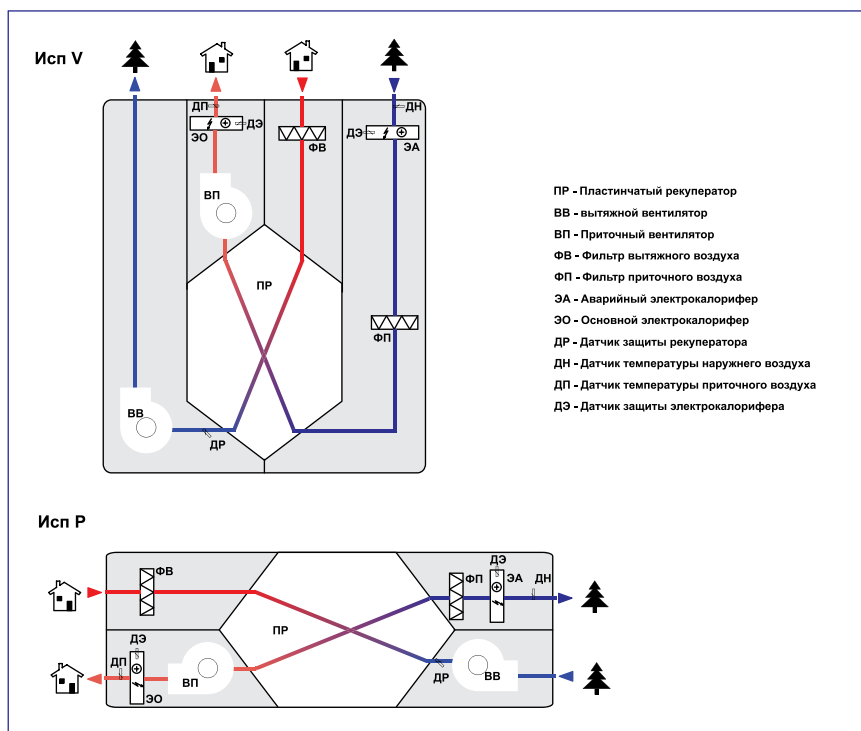 Исп V
ДП
ДЭ
ЭО
ФВ
ДН
ДЭ
ЭА
ВП
ПР
ФП
ВВ
ДР
ПР - Пластинчатый рекуператор
ВВ - вытяжной вентилятор
ВП - Приточный вентилятор
ФВ - Фильтр вытяжного воздуха
ФП - Фильтр приточного воздуха
ЭА - Аварийный электрокалорифер
ЭО - Основной электрокалорифер
ДР - Датчик защиты рекуператора
ДН - Датчик температуры наружнего воздуха
ДП - Датчик температуры приточного воздуха
ДЭ - Датчик защиты электрокалорифера
Исп P
ФВ
ФП
ДЭ
ЭА
ДН
ПР
ДЭ
ДП
ЭО
ВП
ДР
ВВ